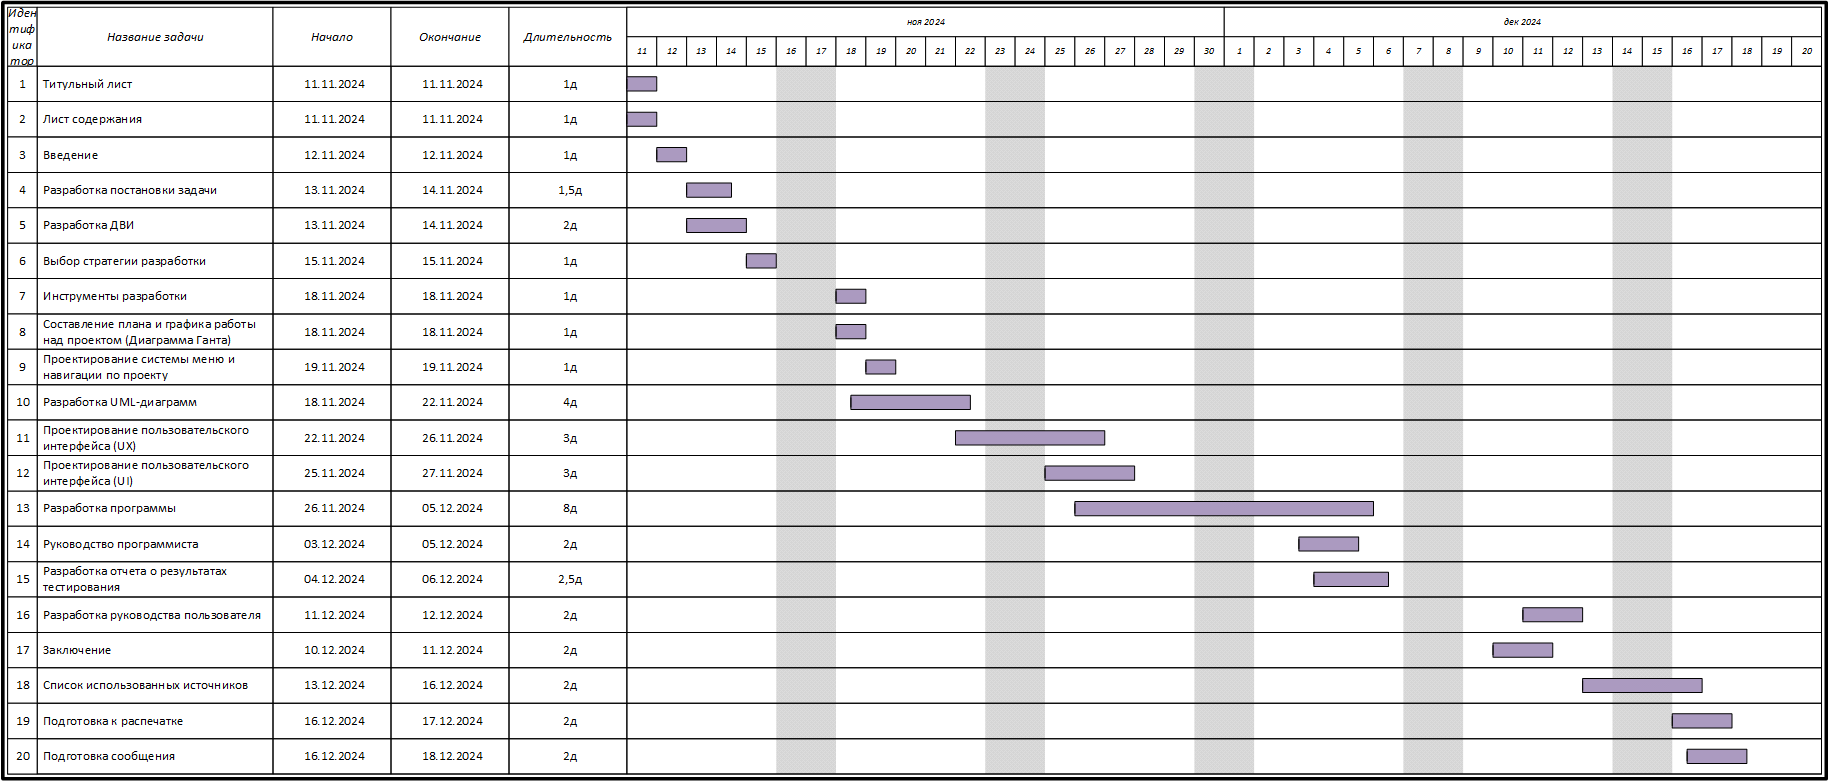 Иден
тиф
ика
тор
Название задачи
Начало
Окончание
Длительность
ноя 2024
дек 2024
11 12 13 14 15 16 17 18 19 20 21 22 23 24 25 26 27 28 29 30 1 2 3 4 5 6 7 8 9 10 11 12 13 14 15 16 17 18 19 20
1 Титульный лист 11.11.2024 11.11.2024 1д
2 Лист содержания 11.11.2024 11.11.2024 1д
3 Введение 12.11.2024 12.11.2024 1д
4 Разработка постановки задачи 13.11.2024 14.11.2024 1,5д
5 Разработка ДВИ 13.11.2024 14.11.2024 2д
6 Выбор стратегии разработки 15.11.2024 15.11.2024 1д
7 Инструменты разработки 18.11.2024 18.11.2024 1д
8 Составление плана и графика работы
над проектом (Диаграмма Ганта) 18.11.2024 18.11.2024 1д
9 Проектирование системы меню и
навигации по проекту 19.11.2024 19.11.2024 1д
10 Разработка UML-диаграмм 18.11.2024 22.11.2024 4д
11 Проектирование пользовательского
интерфейса (UX) 22.11.2024 26.11.2024 3д
12 Проектирование пользовательского
интерфейса (UI) 25.11.2024 27.11.2024 3д
13 Разработка программы 26.11.2024 05.12.2024 8д
14 Руководство программиста 03.12.2024 05.12.2024 2д
15 Разработка отчета о результатах
тестирования 04.12.2024 06.12.2024 2,5д
16 Разработка руководства пользователя 11.12.2024 12.12.2024 2д
17 Заключение 10.12.2024 11.12.2024 2д
18 Список использованных источников 13.12.2024 16.12.2024 2д
19 Подготовка к распечатке 16.12.2024 17.12.2024 2д
20 Подготовка сообщения 16.12.2024 18.12.2024 2д